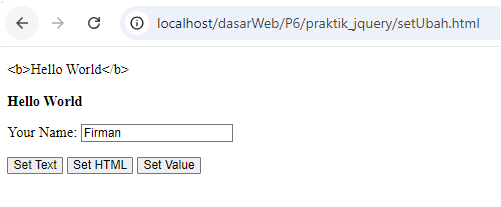 localhost/dasarWeb/P6/praktik_jquery/setUbah.html
<b>Hello World</b>
Hello World
Your Name: Firman
Set Text Set HTML Set Value